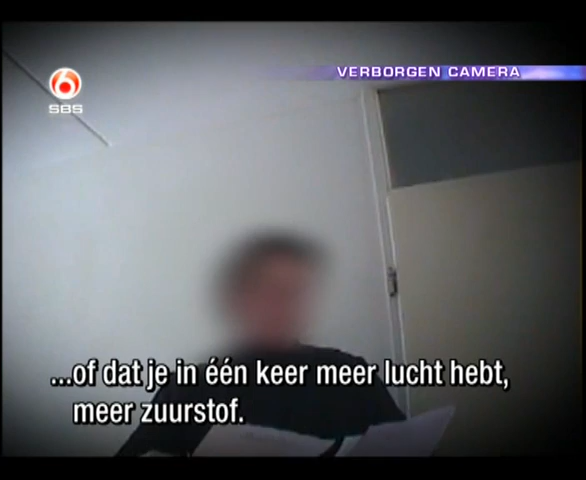 VERBORGEN CAMERA
6
SBS
...of dat je in één keer meer lucht hebt,
meer zuurstof.